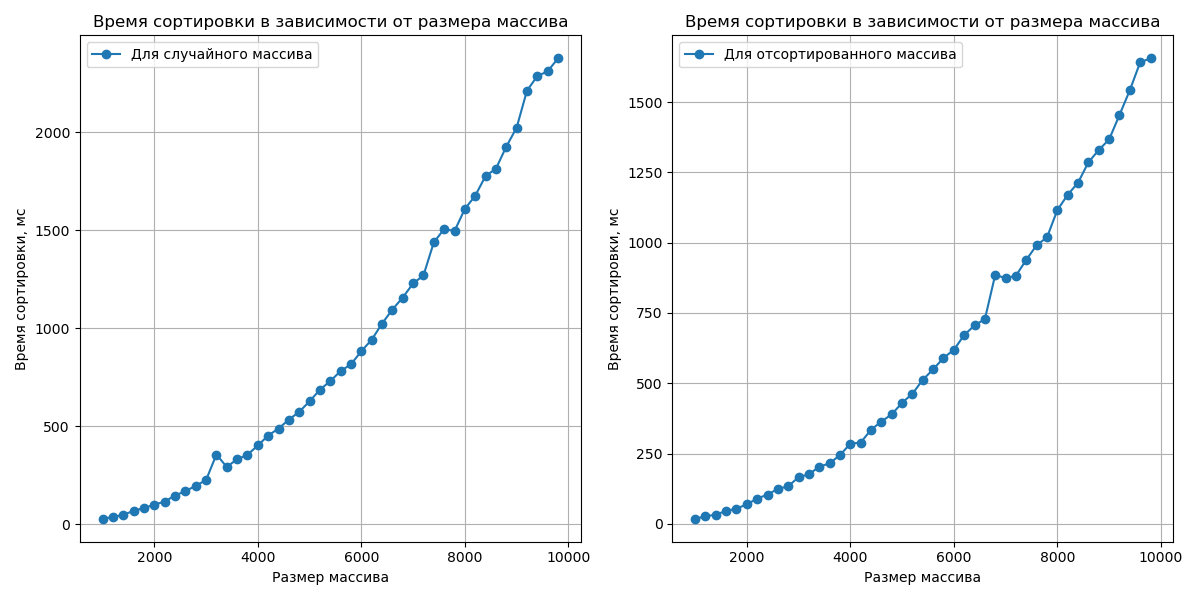 Время сортировки в зависимости от размера массива
Для случайного массива
2000
1500
1000
500
0
Время сортировки, мс
2000
4000
6000
8000
10000
Размер массива
Время сортировки в зависимости от размера массива
Для отсортированного массива
1500
1250
1000
750
500
250
0
Время сортировки, мс
2000
4000
6000
8000
10000
Размер массива